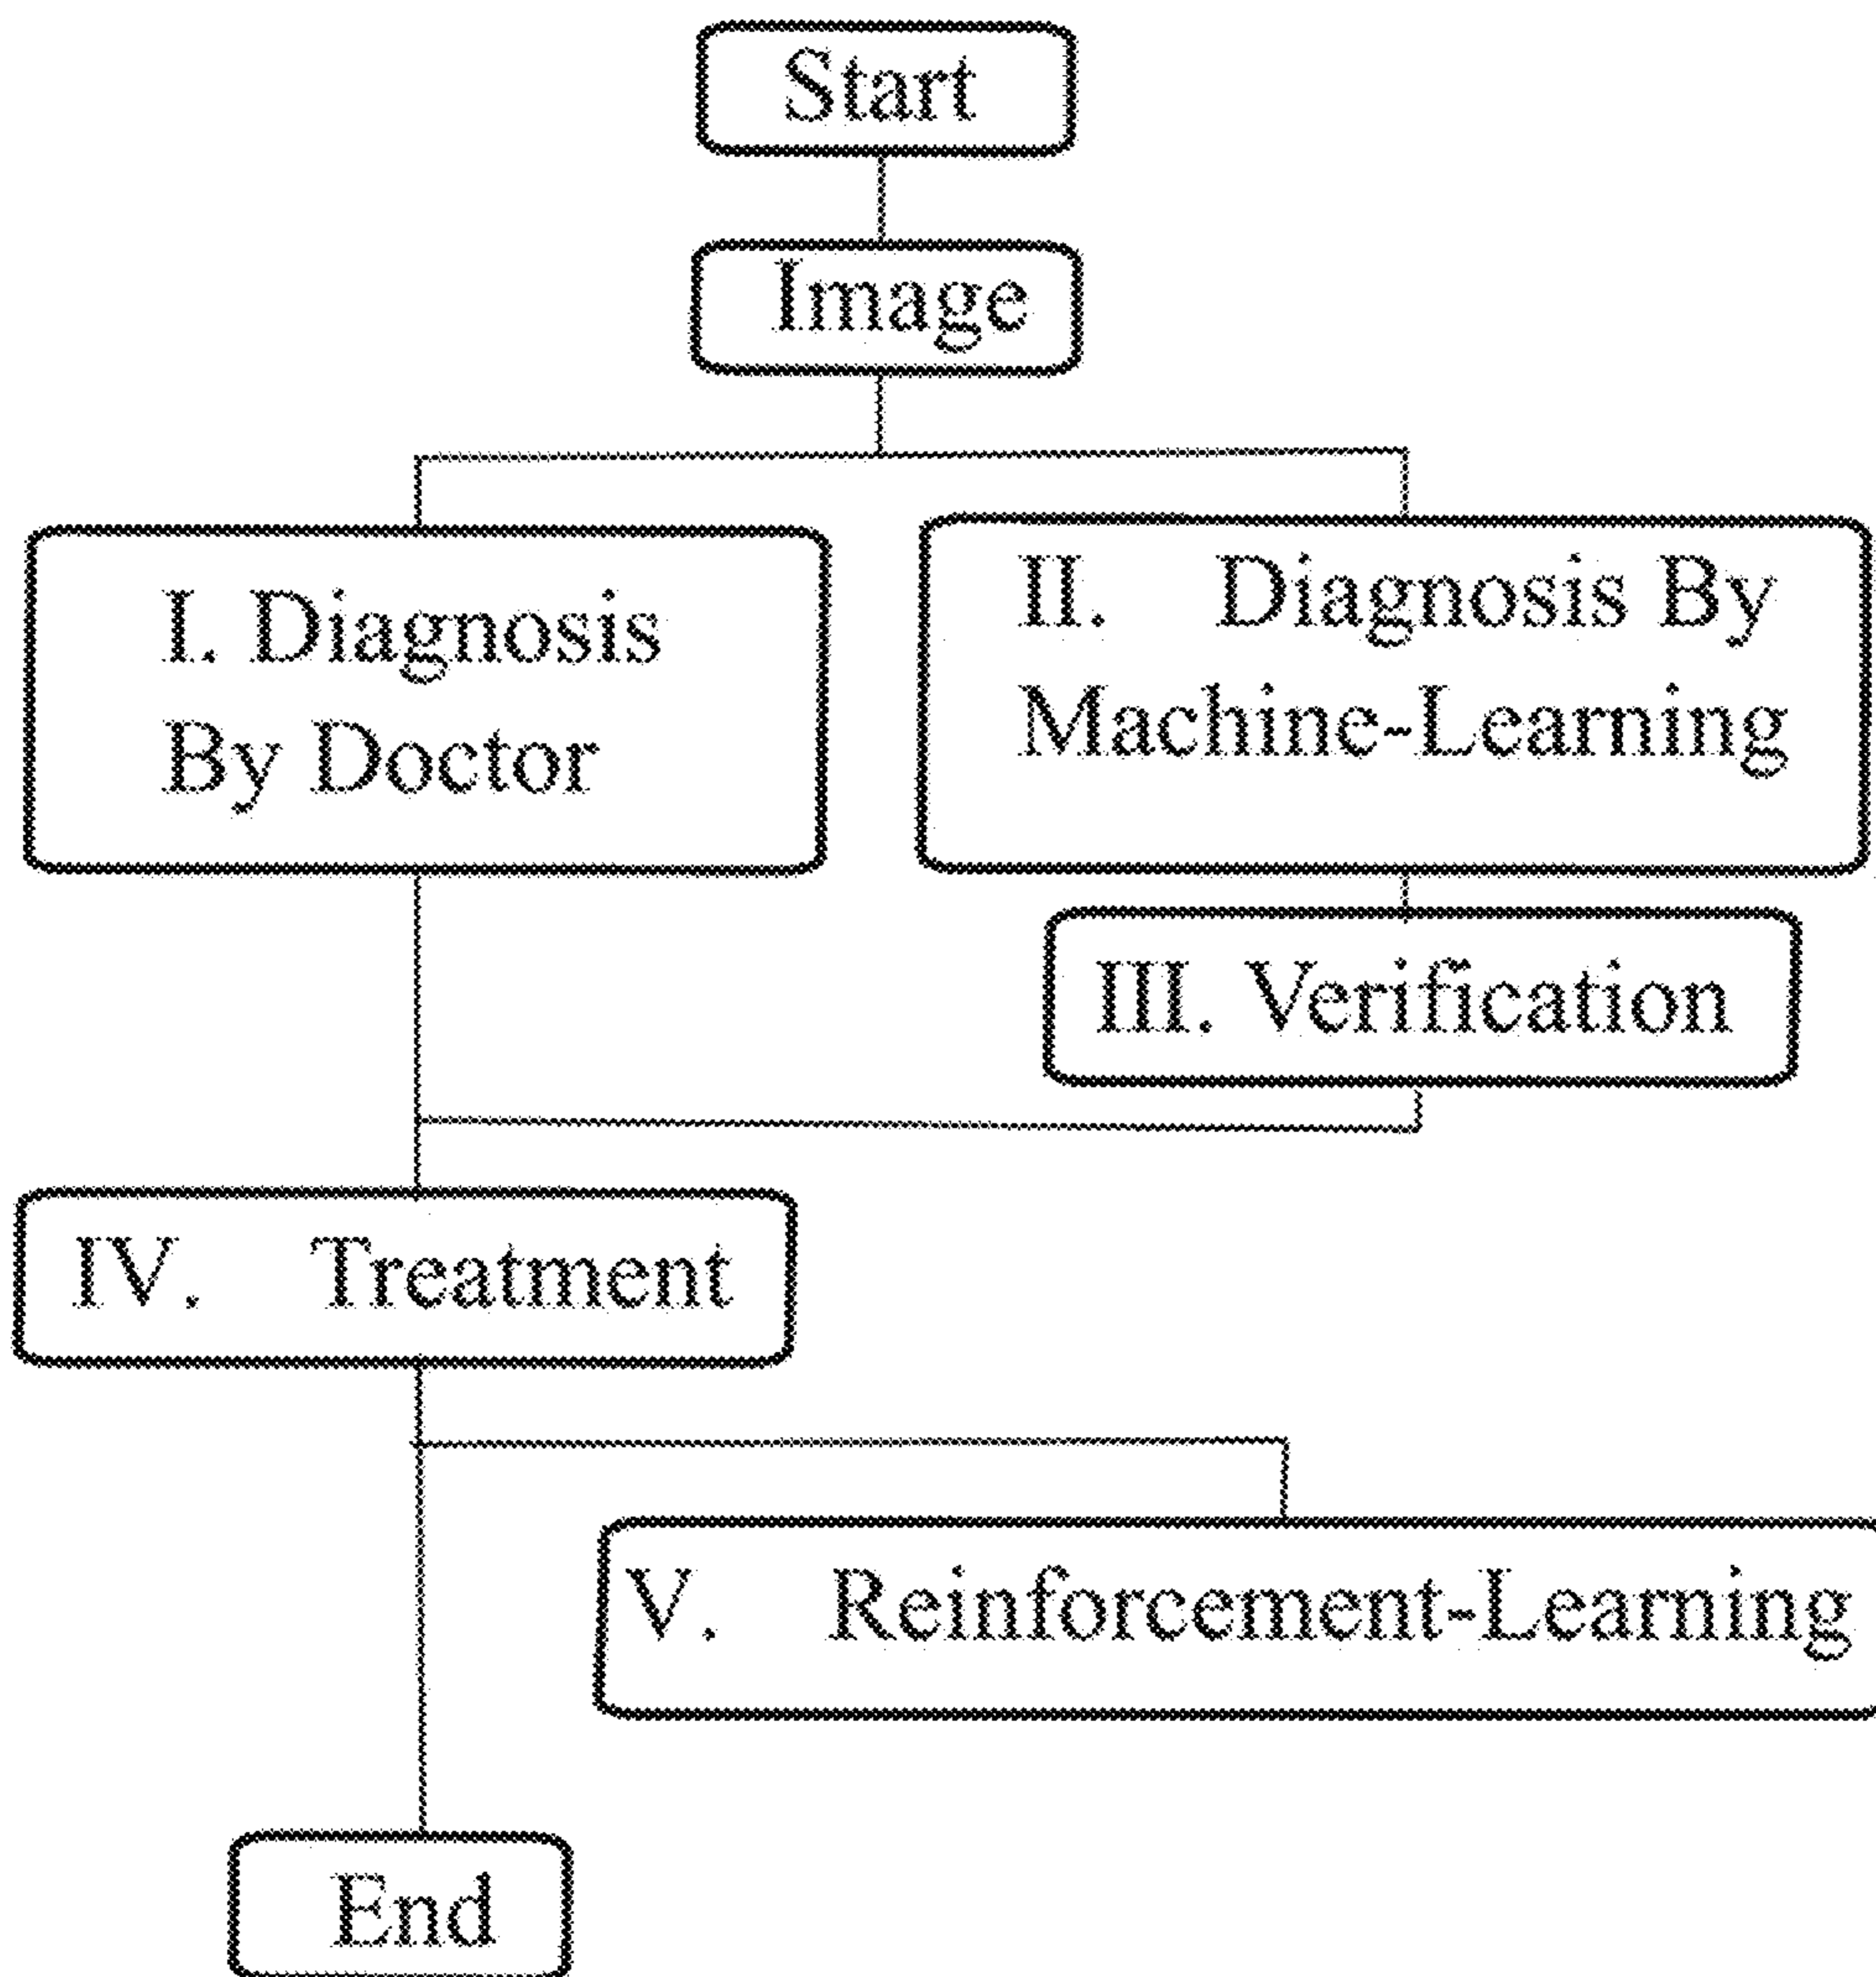 Start
Image
I. Diagnosis
By Doctor
II. Diagnosis By
Machine-Learning
III. Verification
IV. Treatment
V. Reinforcement-Learning
End